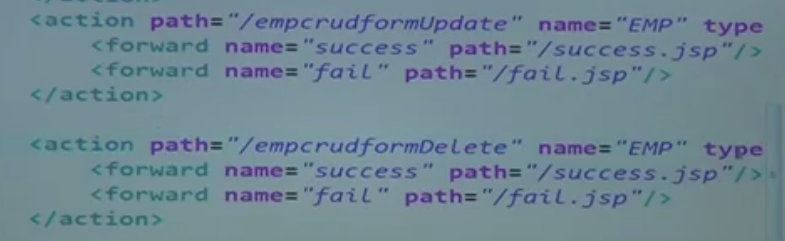 <action path="/empcrudformUpdate" name="EMP" type
<forward name="success" path="/success.jsp"/>
<forward name="fail" path="/fail.jsp"/>
</action>
<action path="/empcrudformDelete" name="EMP" type
<forward name="success" path="/success.jsp"/>
<forward name="fail" path="/fail.jsp"/>
</action>